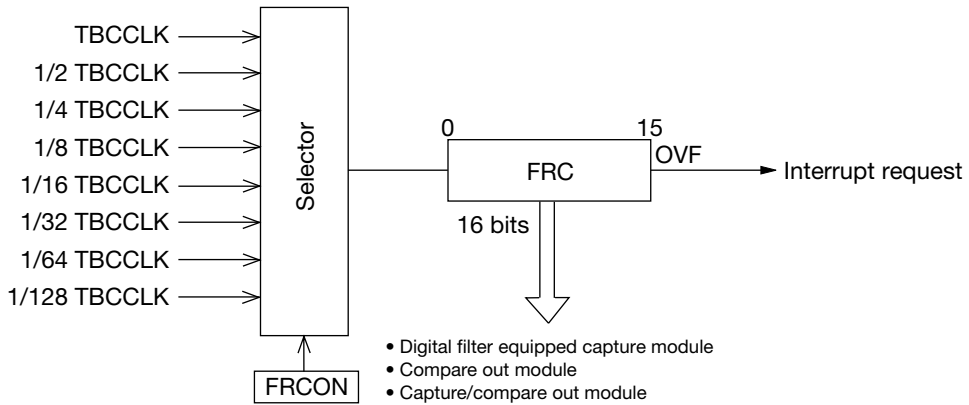 TBCCLK
1/2 TBCCLK
1/4 TBCCLK
1/8 TBCCLK
1/16 TBCCLK
1/32 TBCCLK
1/64 TBCCLK
1/128 TBCCLK
Selector
FRCON
0
15
FRC
OVF
Interrupt request
16 bits
• Digital filter equipped capture module
• Compare out module
• Capture/compare out module